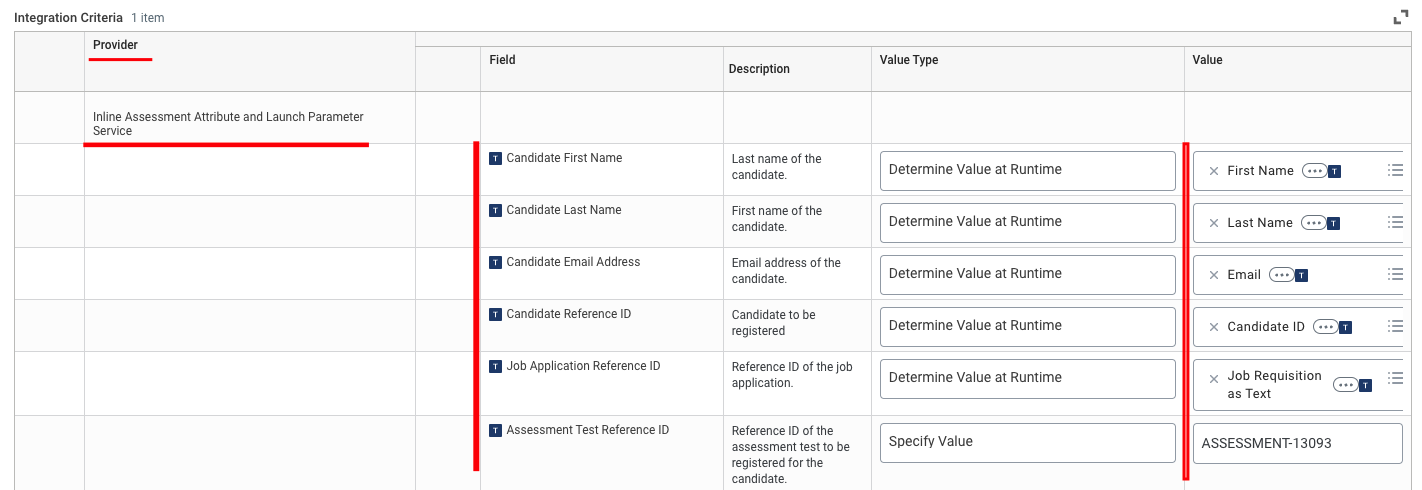 Integration Criteria 1 item
Provider
Field
Description
Value Type
Value
Inline Assessment Attribute and Launch Parameter
Service
T Candidate First Name
Last name of the
candidate.
Determine Value at Runtime
× First Name ••• T
T Candidate Last Name
First name of the
candidate.
Determine Value at Runtime
× Last Name ••• T
T Candidate Email Address
Email address of the
candidate.
Determine Value at Runtime
× Email ••• T
T Candidate Reference ID
Candidate to be
registered
Determine Value at Runtime
× Candidate ID ••• T
T Job Application Reference ID
Reference ID of the job
application.
Determine Value at Runtime
× Job Requisition
as Text ••• T
T Assessment Test Reference ID
Reference ID of the
assessment test to be
registered for the
candidate.
Specify Value
ASSESSMENT-13093